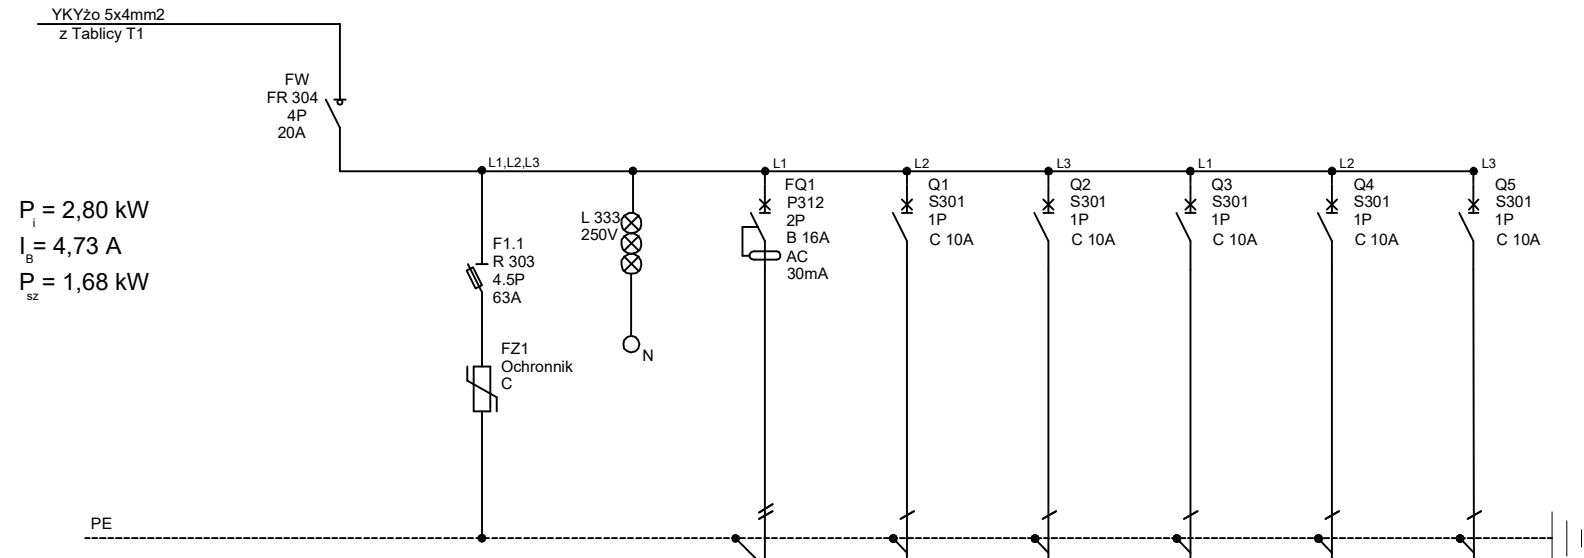 YKYżo 5x4mm2
z Tablicy T1
FW
FR 304
4P
20A
L1,L2,L3
L1
L2
L3
L1
L2
L3
Pi = 2,80 kW
IB = 4,73 A
Psz = 1,68 kW
F1.1
R 303
4.5P
63A
FZ1
Ochronnik
C
L 333
250V
N
FQ1
P312
2P
B 16A
AC
30mA
Q1
S301
1P
C 10A
Q2
S301
1P
C 10A
Q3
S301
1P
C 10A
Q4
S301
1P
C 10A
Q5
S301
1P
C 10A
PE